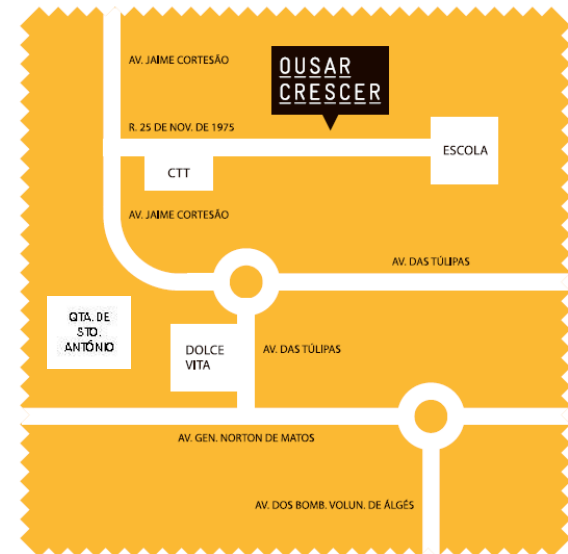 AV. JAIME CORTESÃO
OUSAR
CRESCER
R. 25 DE NOV. DE 1975
ESCOLA
CTT
AV. JAIME CORTESÃO
AV. DAS TÚLIPAS
QTA. DE
STO.
ANTÓNIO
DOLCE
VITA
AV. DAS TÚLIPAS
AV. GEN. NORTON DE MATOS
AV. DOS BOMB. VOLUN. DE ÁLGÉS